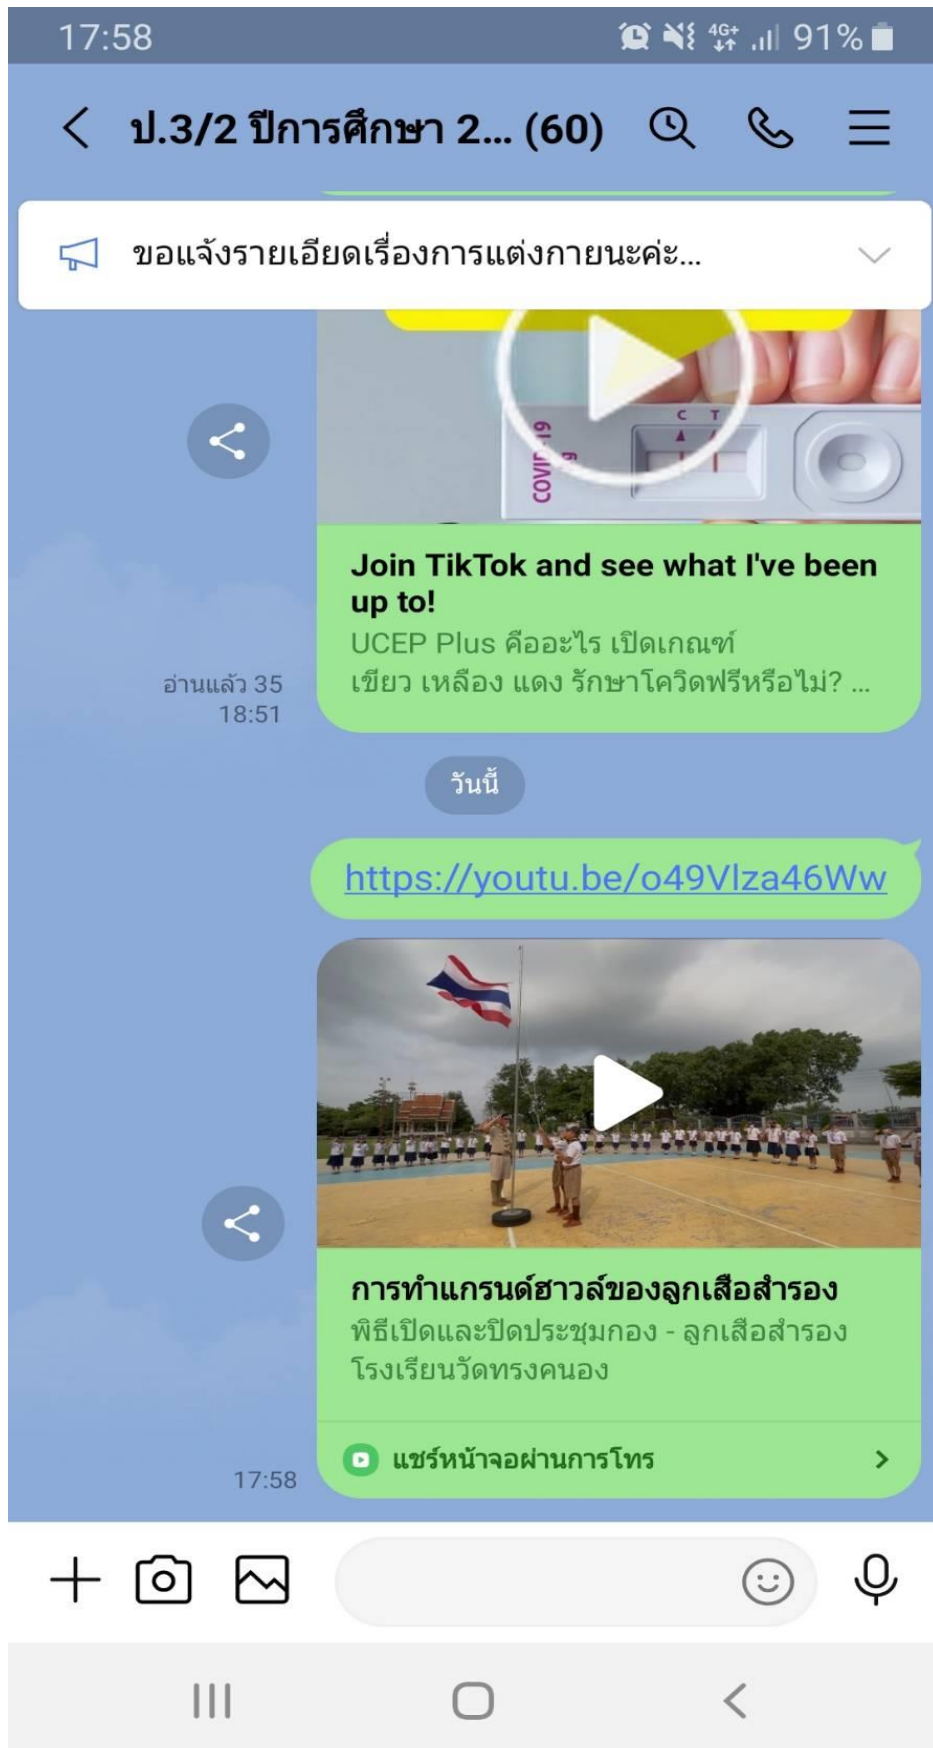 17:58
4G+ 91%
ป.3/2 ปีการศึกษา 2... (60)
ขอแจ้งรายเอียดเรื่องการแต่งกายนะค่ะ...
C T
COVID-19
Join TikTok and see what I've been
up to!
UCEP Plus คืออะไร เปิดเกณฑ์
เขียว เหลือง แดง รักษาโควิดฟรีหรือไม่? ...
อ่านแล้ว 35
18:51
วันนี้
https://youtu.be/o49Vlza46Ww
การทำแกรนด์ฮาวล์ของลูกเสือสำรอง
พิธีเปิดและปิดประชุมกอง - ลูกเสือสำรอง
โรงเรียนวัดทรงคนอง
แชร์หน้าจอผ่านการโทร
17:58